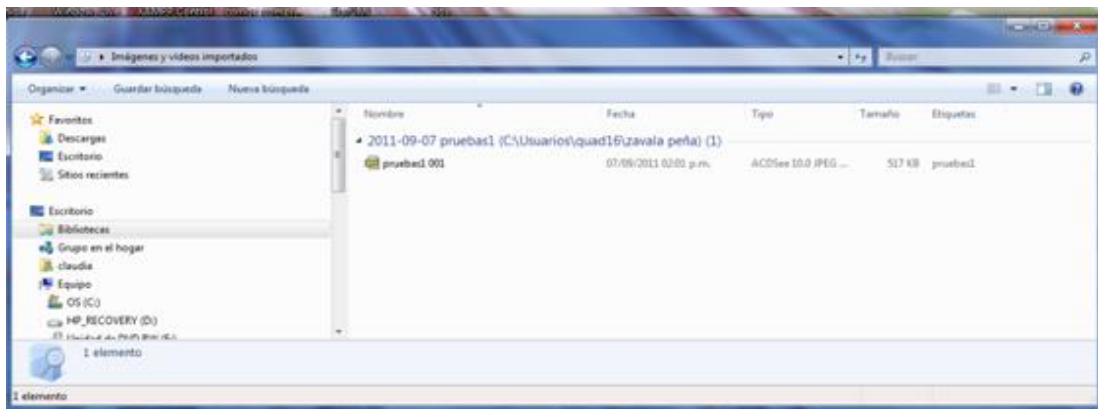 Imágenes y videos importados
Buscar
Organizar
Guardar búsqueda
Nueva búsqueda
Favoritos
Descargas
Escritorio
Sitios recientes
Escritorio
Bibliotecas
Grupo en el hogar
claudia
Equipo
OS (C:)
HP_RECOVERY (D:)
Nombre Fecha Tipo Tamaño Etiquetas
2011-09-07 pruebas1 (C:\Usuarios\quad16\zavala peña) (1)
pruebas1 001 07/09/2011 02:01 p.m. ACDSee 10.0 JPEG ... 517 KB pruebas1
1 elemento
1 elemento